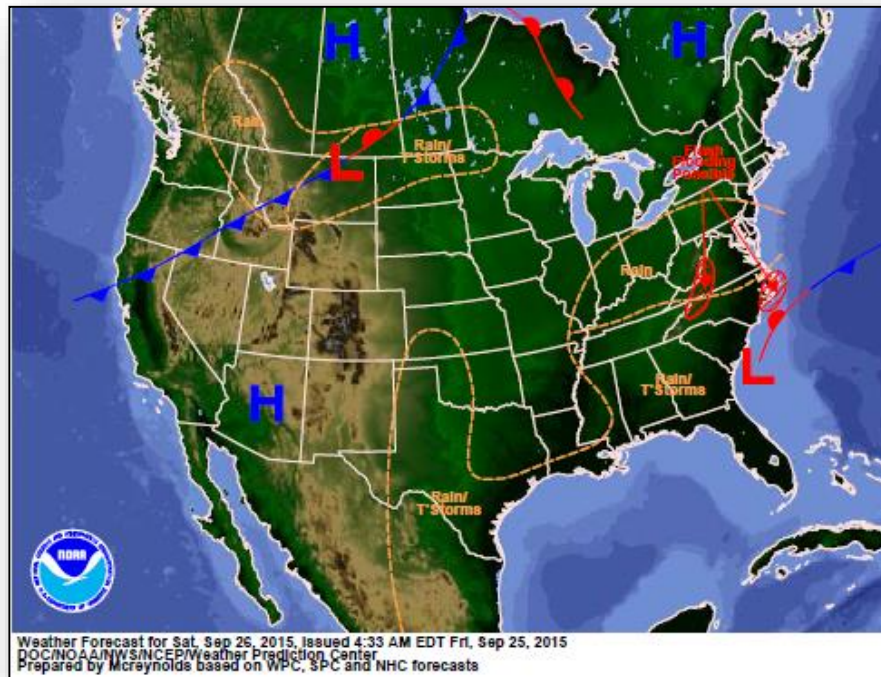 H
H
Rain
Rain/
T'Storms
L
Flash
Flooding
Possible
Rain
L
Rain/
T'Storms
H
Rain/
T'Storms
NOAA
Weather Forecast for Sat, Sep 26, 2015, issued 4:33 AM EDT Fri, Sep 25, 2015
DOC/NOAA/NWS/NCEP/Weather Prediction Center
Prepared by Mcreynolds based on WPC, SPC and NHC forecasts